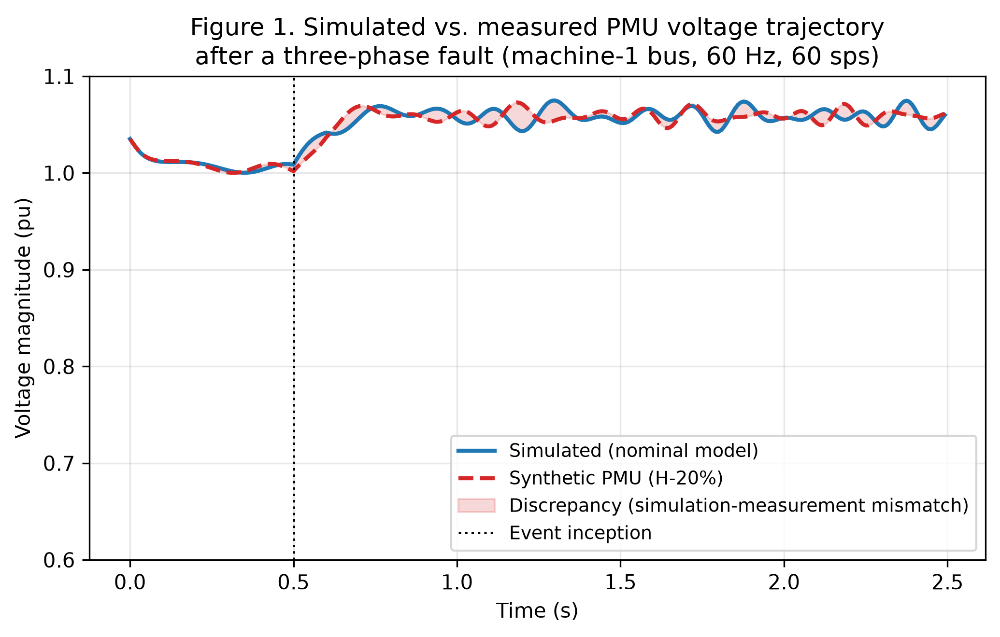 Figure 1. Simulated vs. measured PMU voltage trajectory
after a three-phase fault (machine-1 bus, 60 Hz, 60 sps)
1.1
1.0
0.9
0.8
0.7
0.6
Voltage magnitude (pu)
Simulated (nominal model)
Synthetic PMU (H-20%)
Discrepancy (simulation-measurement mismatch)
Event inception
0.0 0.5 1.0 1.5 2.0 2.5
Time (s)